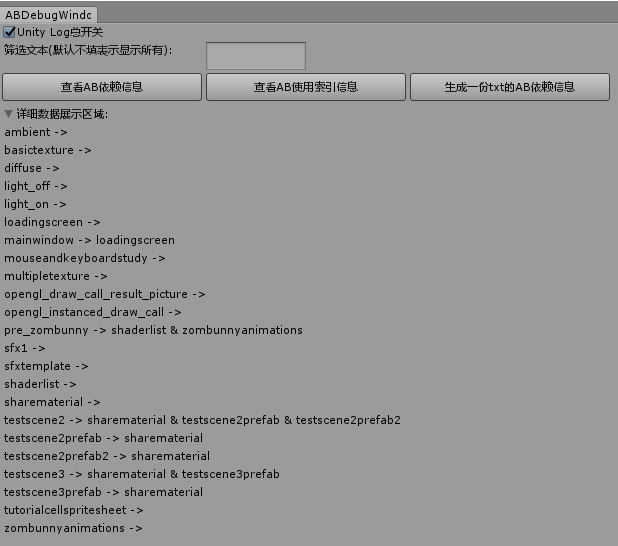 ABDebugWindo
Unity Log总开关
筛选文本(默认不填表示显示所有):
查看AB依赖信息 查看AB使用索引信息 生成一份txt的AB依赖信息
详细数据展示区域:
ambient ->
basictexture ->
diffuse ->
light_off ->
light_on ->
loadingscreen ->
mainwindow -> loadingscreen
mouseandkeyboardstudy ->
multipletexture ->
opengl_draw_call_result_picture ->
opengl_instanced_draw_call ->
pre_zombunny -> shaderlist & zombunnyanimations
sfx1 ->
sfxtemplate ->
shaderlist ->
sharematerial ->
testscene2 -> sharematerial & testscene2prefab & testscene2prefab2
testscene2prefab -> sharematerial
testscene2prefab2 -> sharematerial
testscene3 -> sharematerial & testscene3prefab
testscene3prefab -> sharematerial
tutorialcellspritesheet ->
zombunnyanimations ->